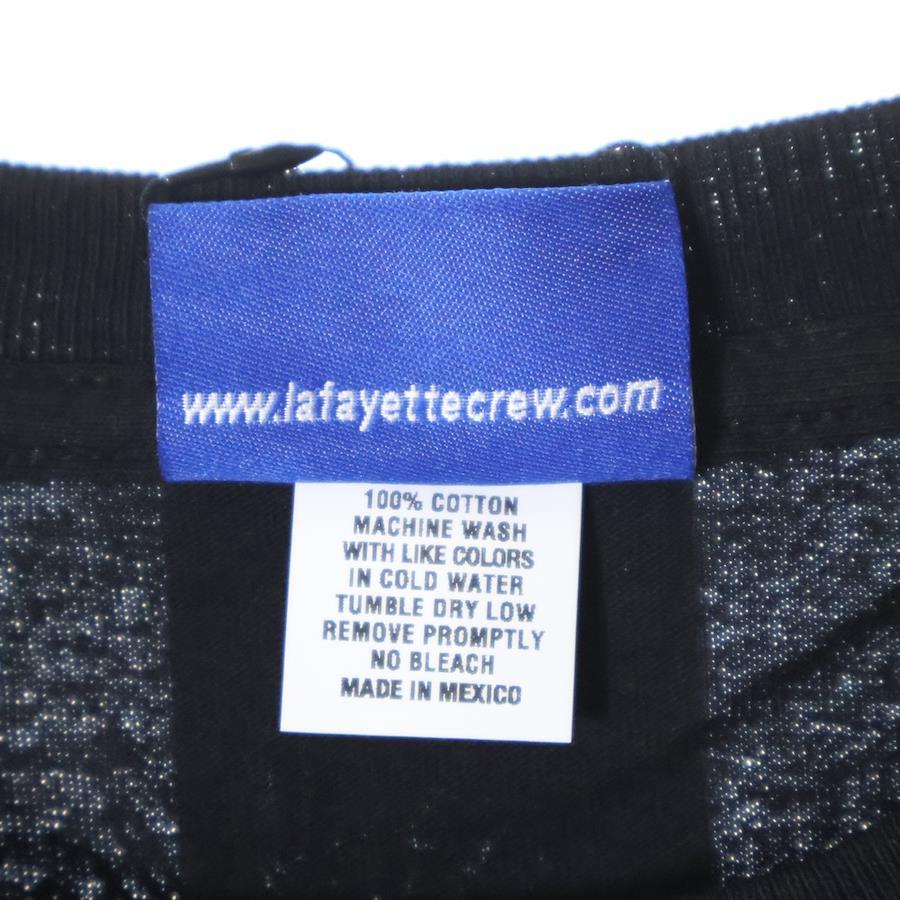 www.lafayettecrew.com
100% COTTON
MACHINE WASH
WITH LIKE COLORS
IN COLD WATER
TUMBLE DRY LOW
REMOVE PROMPTLY
NO BLEACH
MADE IN MEXICO